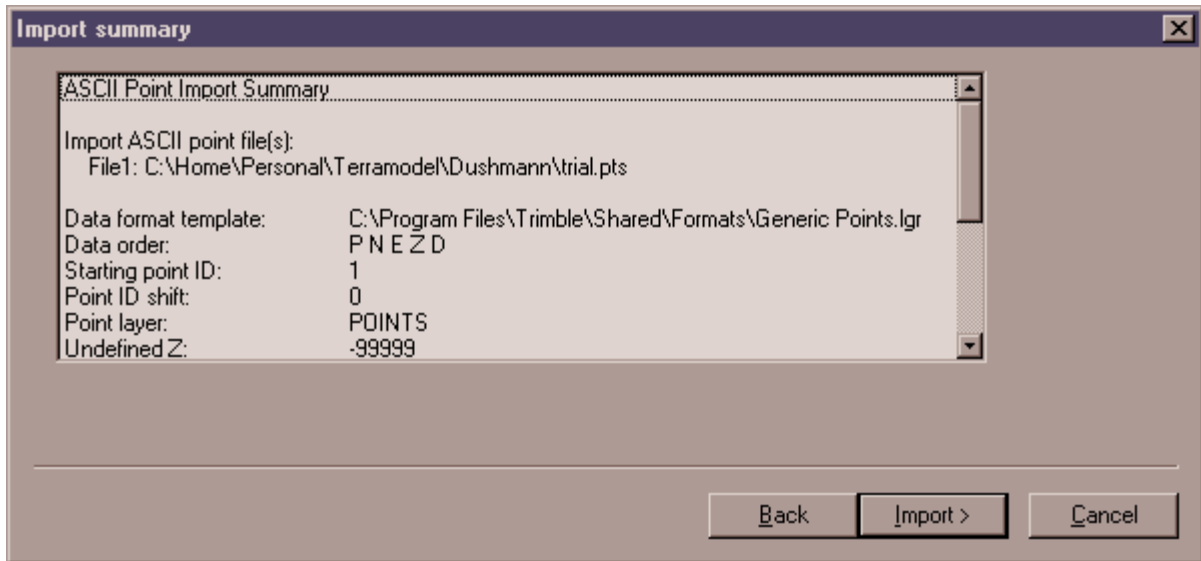 Import summary
ASCII Point Import Summary
Import ASCII point file(s):
File1: C:\Home\Personal\Terramodel\Dushmann\trial.pts
Data format template: C:\Program Files\Trimble\Shared\Formats\Generic Points.lgr
Data order: P N E Z D
Starting point ID: 1
Point ID shift: 0
Point layer: POINTS
Undefined Z: -99999
Back Import > Cancel